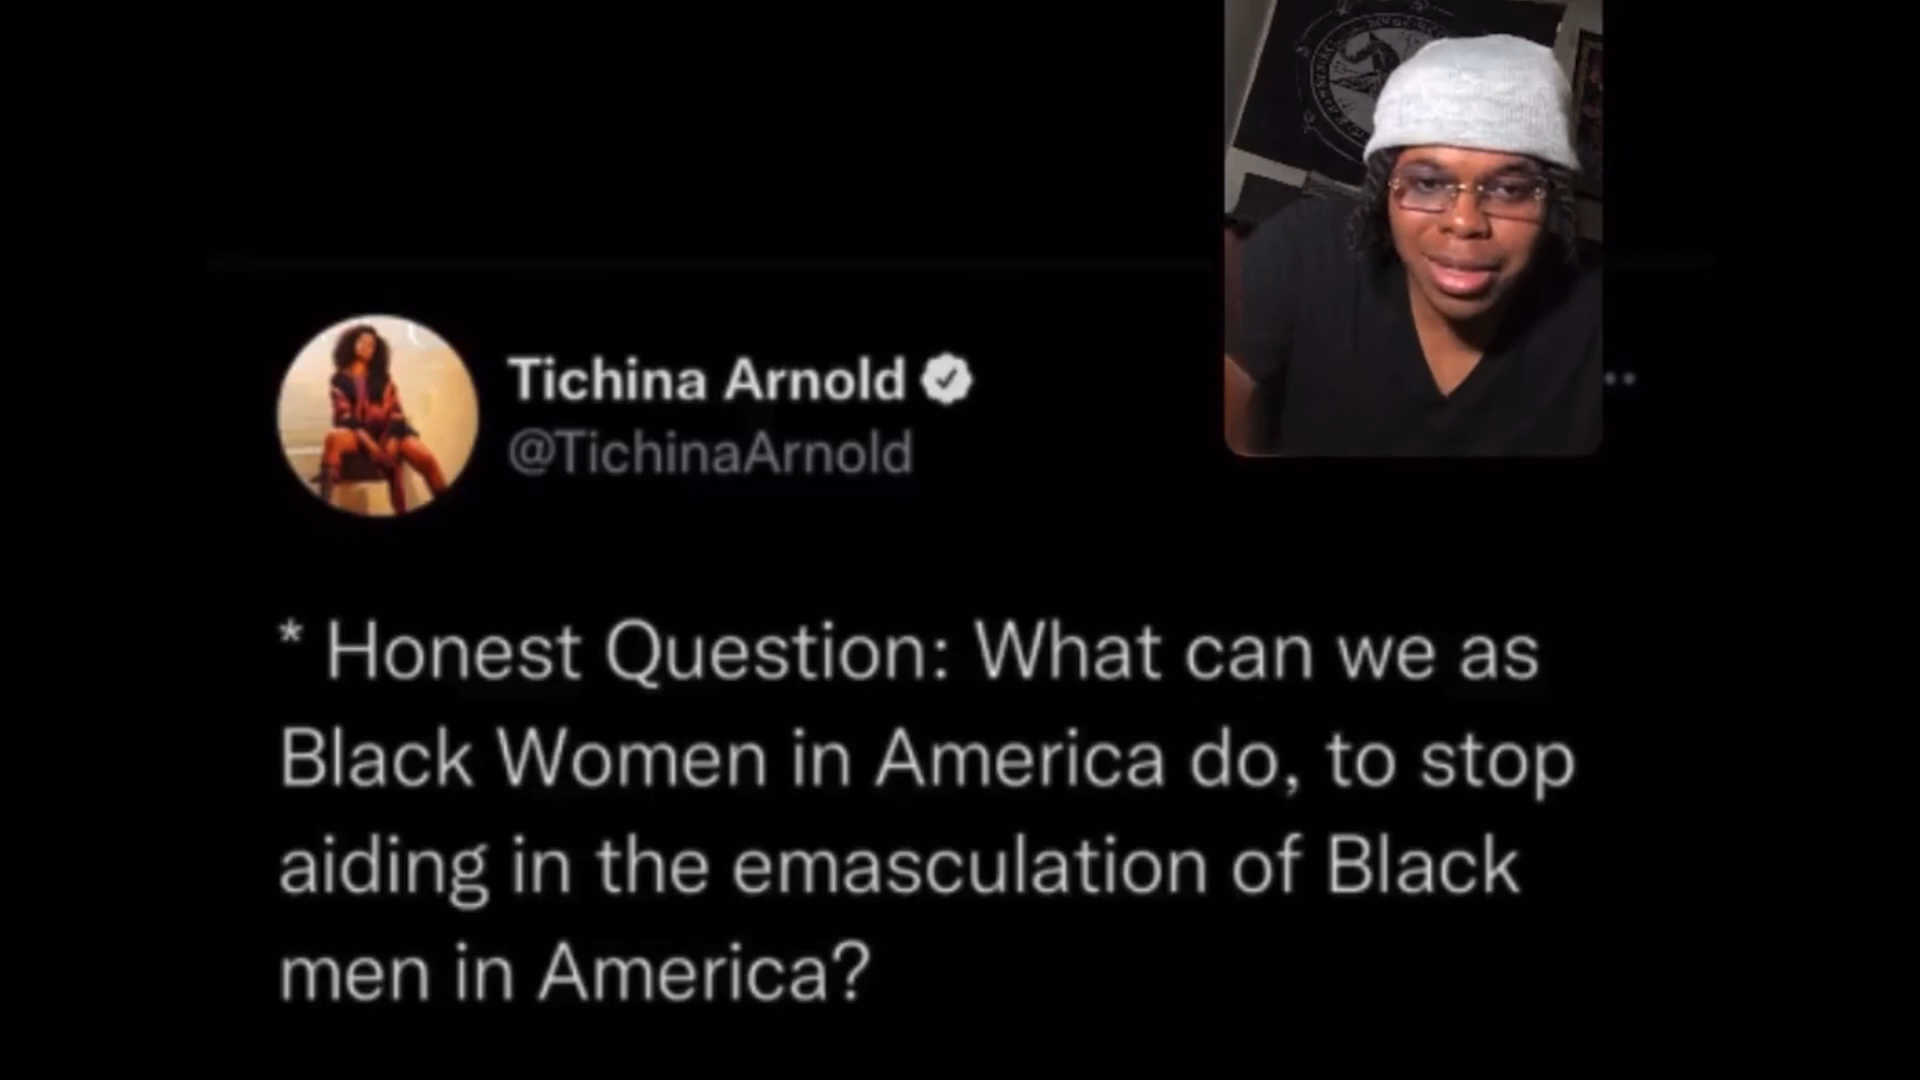 Tichina Arnold
@TichinaArnold
* Honest Question: What can we as
Black Women in America do, to stop
aiding in the emasculation of Black
men in America?